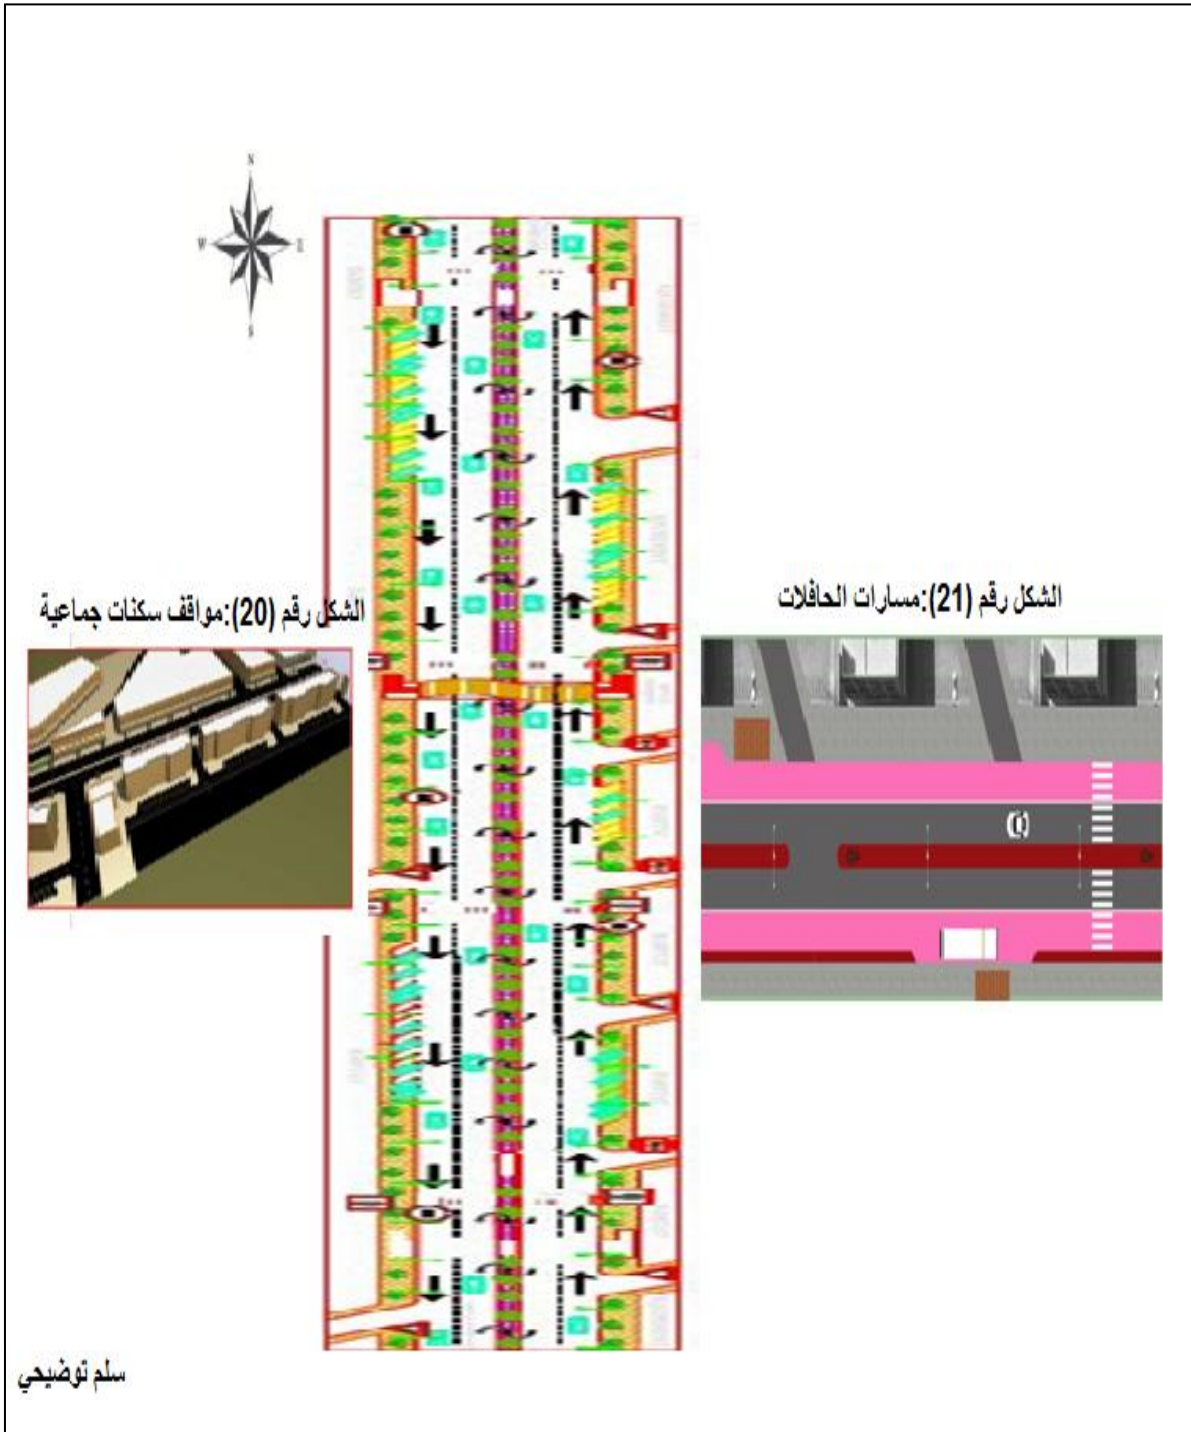 N
W
E
S
الشكل رقم (20):مواقف سكنات جماعية
الشكل رقم (21):مسارات الحافلات
سلم توضيحي